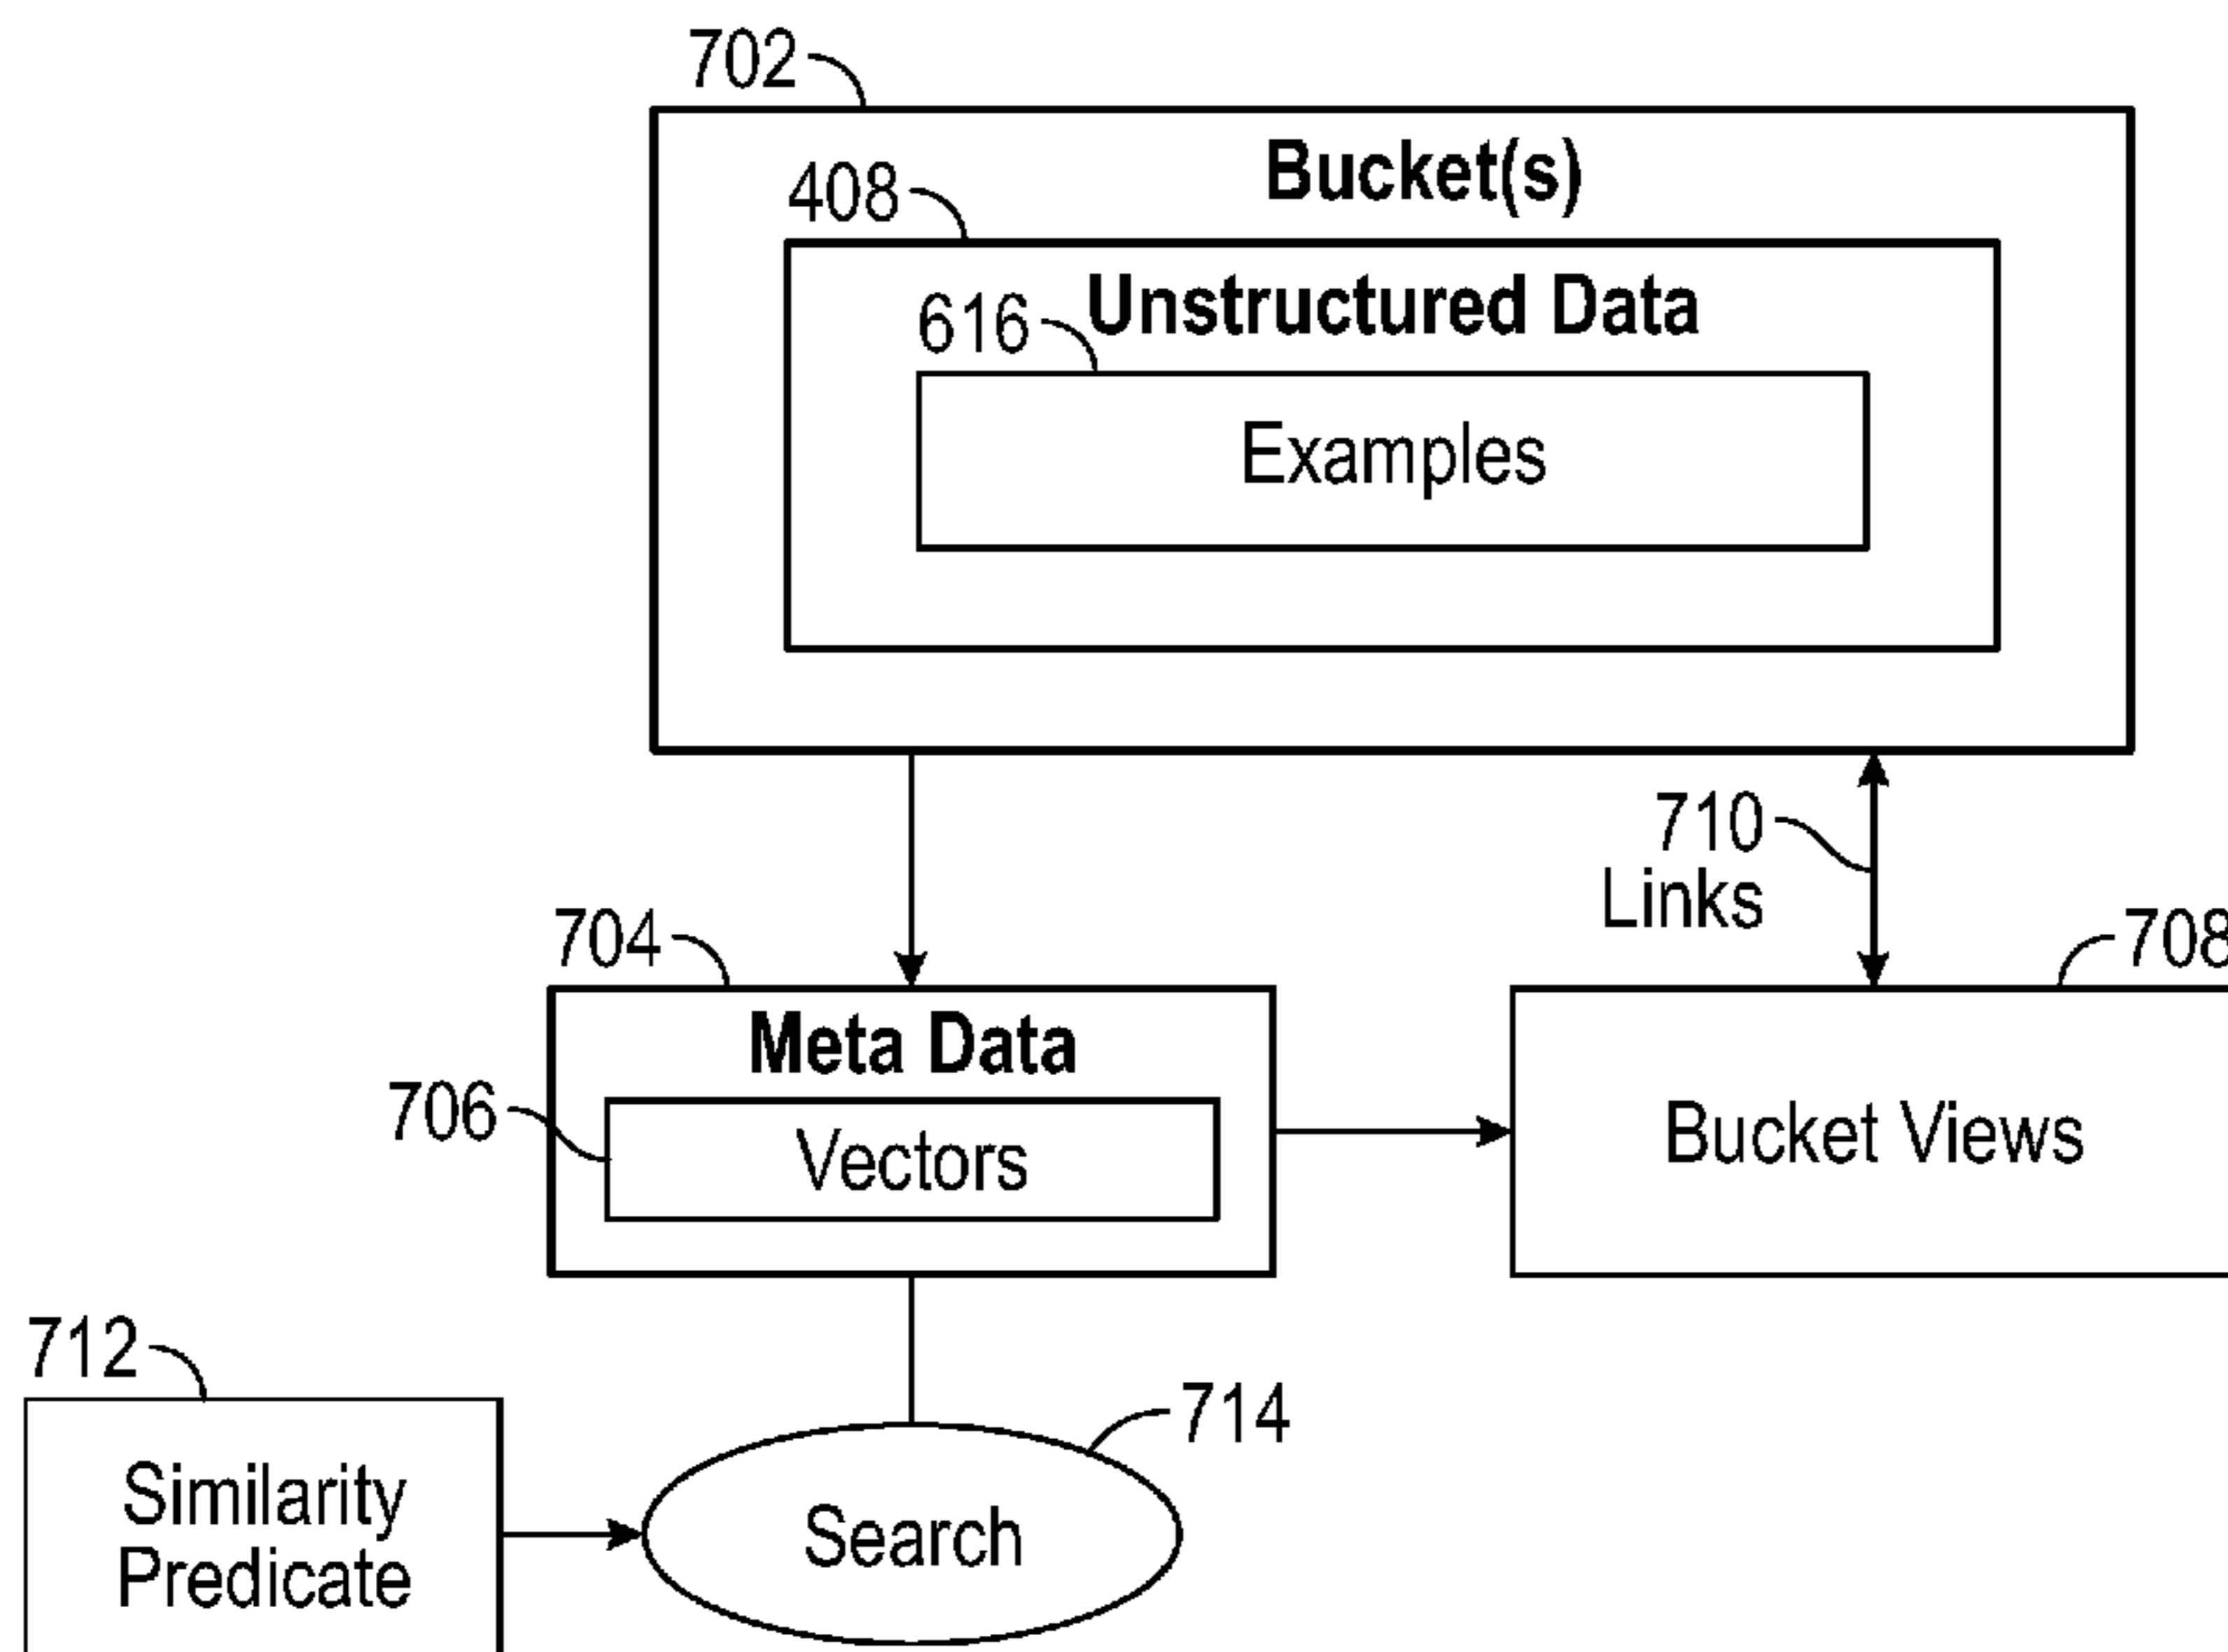 702
Bucket(s)
408
Unstructured Data
616
Examples
710
Links
704
708
Meta Data
706
Vectors
Bucket Views
712
714
Similarity
Predicate
Search